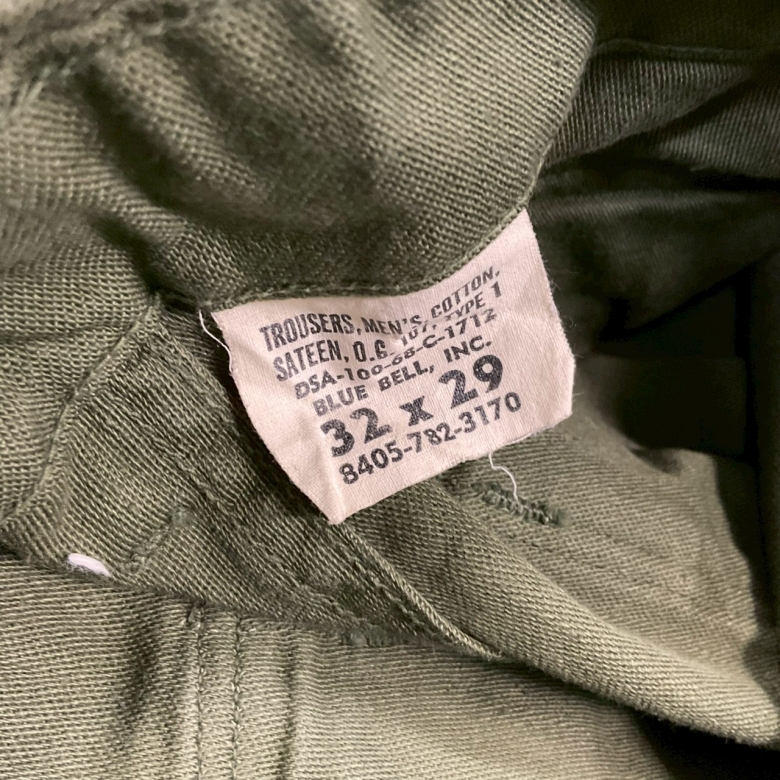 TROUSERS, MEN'S, COTTON,
SATEEN, O.G. 107, TYPE 1
DSA-100-68-C-1712
BLUE BELL, INC.
32 x 29
8405-782-3170